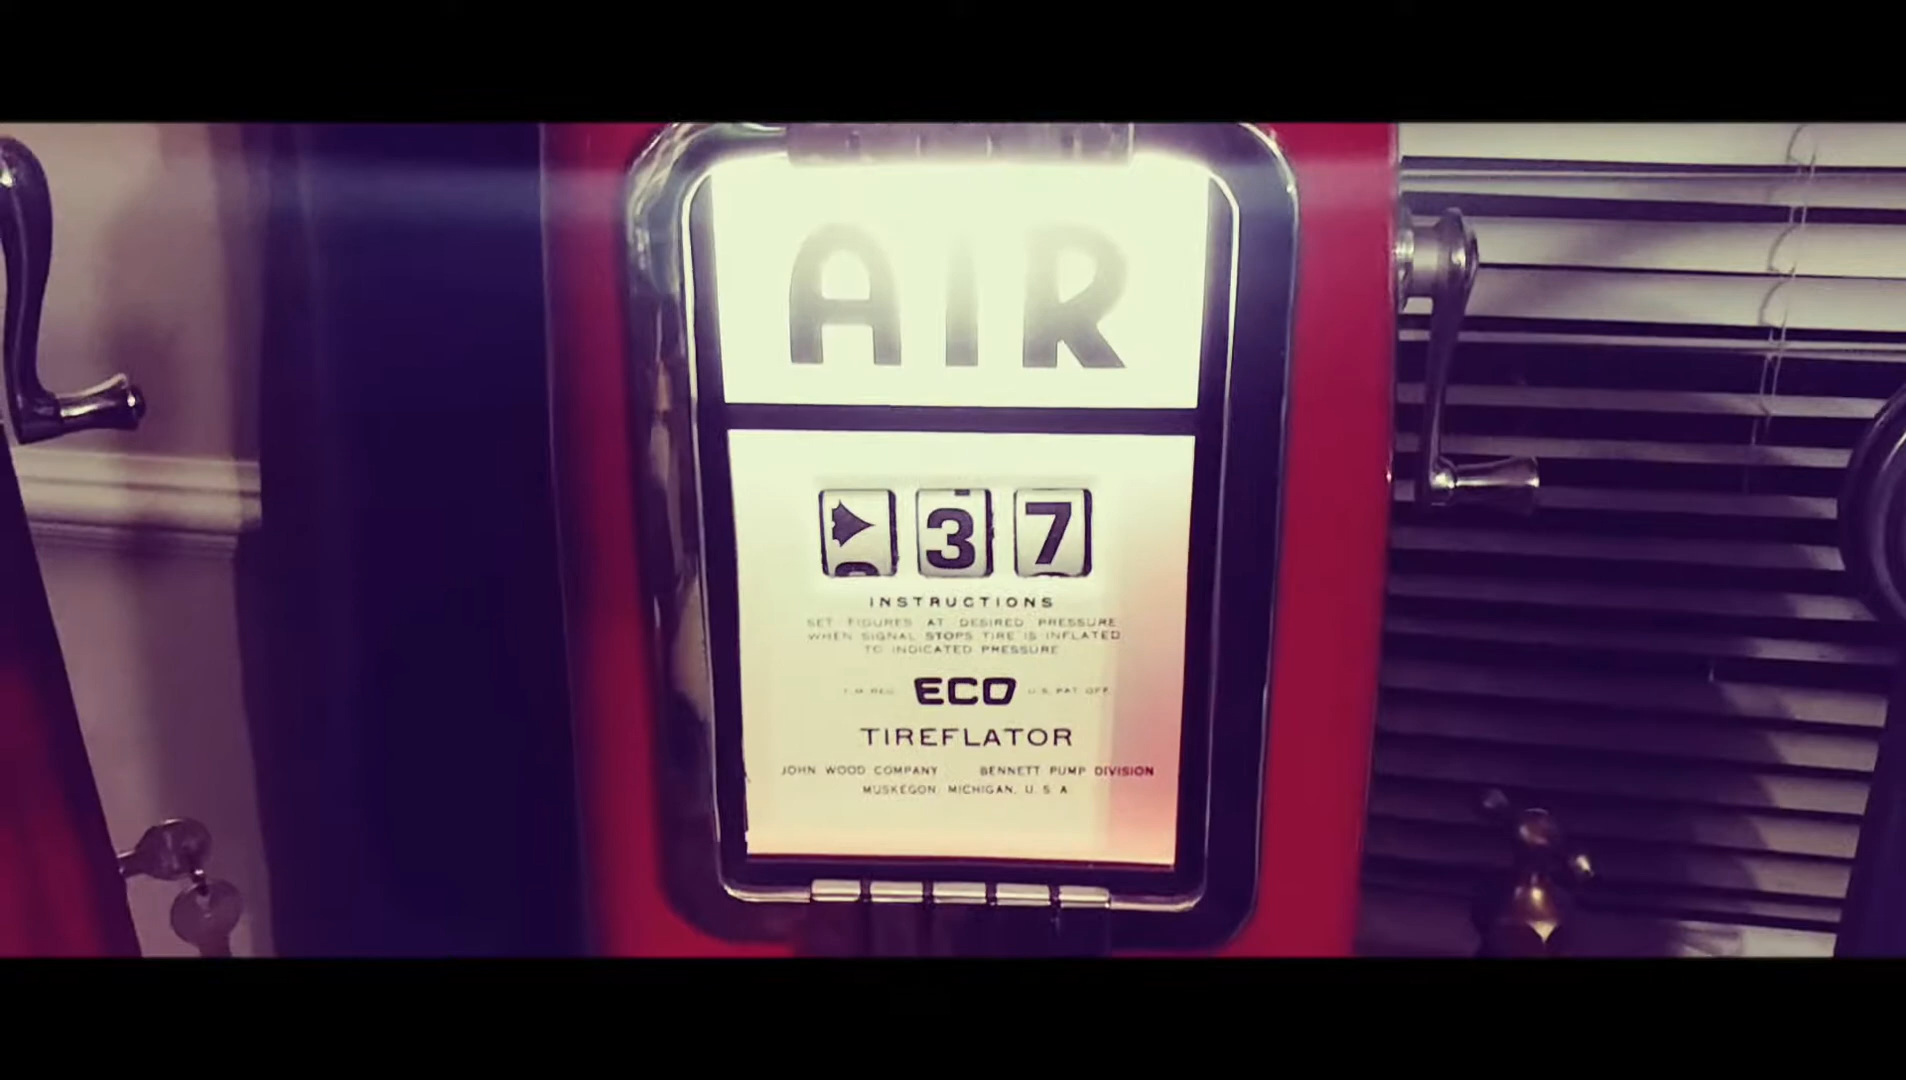 AIR
37
INSTRUCTIONS
SET FIGURES AT DESIRED PRESSURE
WHEN SIGNAL STOPS TIRE IS INFLATED
TO INDICATED PRESSURE
T.M. REG. ECO U.S. PAT. OFF.
TIREFLATOR
JOHN WOOD COMPANY BENNETT PUMP DIVISION
MUSKEGON, MICHIGAN, U. S. A